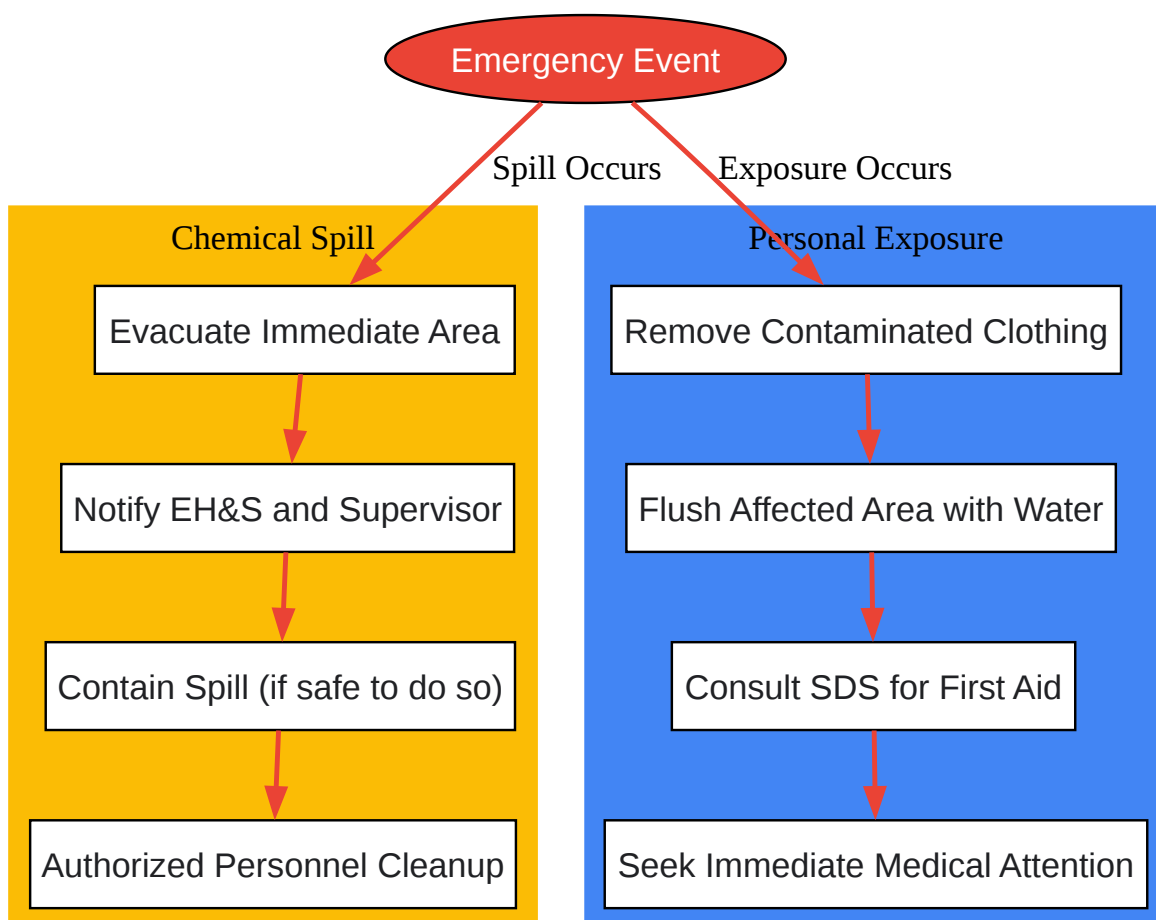 Emergency Event
Spill Occurs
Exposure Occurs
Chemical Spill
Evacuate Immediate Area
Notify EH&S and Supervisor
Contain Spill (if safe to do so)
Authorized Personnel Cleanup
Personal Exposure
Remove Contaminated Clothing
Flush Affected Area with Water
Consult SDS for First Aid
Seek Immediate Medical Attention